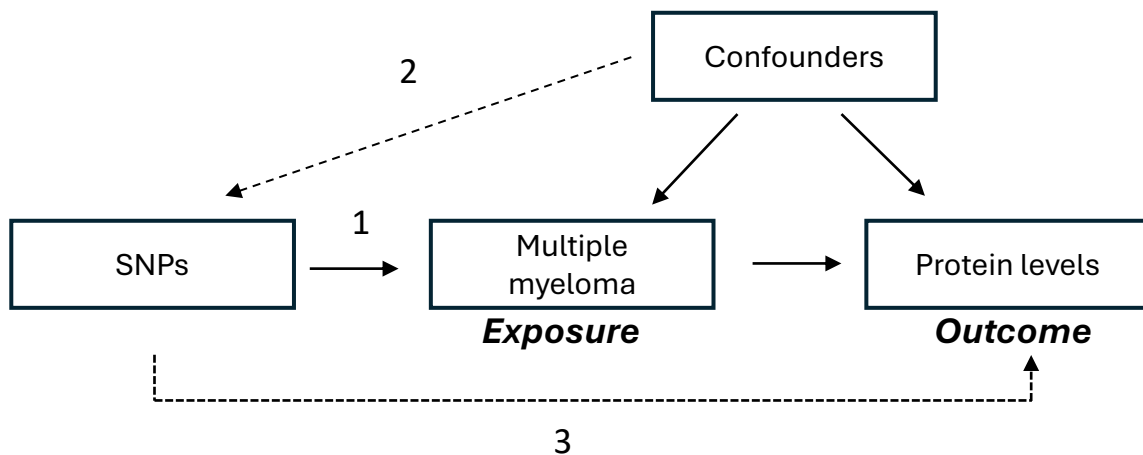 Confounders
2
1
SNPs
Multiple
myeloma
Protein levels
Exposure
Outcome
3